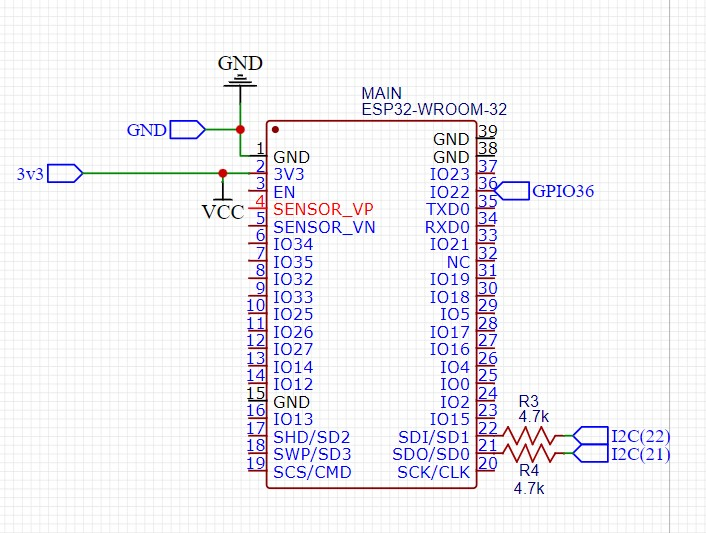 GND
MAIN
ESP32-WROOM-32
GND
3v3
VCC
1 GND
2 3V3
3 EN
4 SENSOR_VP
5 SENSOR_VN
6 IO34
7 IO35
8 IO32
9 IO33
10 IO25
11 IO26
12 IO27
13 IO14
14 IO12
15 GND
16 IO13
17 SHD/SD2
18 SWP/SD3
19 SCS/CMD
GND 39
GND 38
IO23 37
IO22 36 GPIO36
TXD0 35
RXD0 34
IO21 33
NC 32
IO19 31
IO18 30
IO5 29
IO17 28
IO16 27
IO4 26
IO0 25
IO2 24
IO15 23
SDI/SD1 22
SDO/SD0 21
SCK/CLK 20
R3
4.7k
I2C(22)
I2C(21)
R4
4.7k